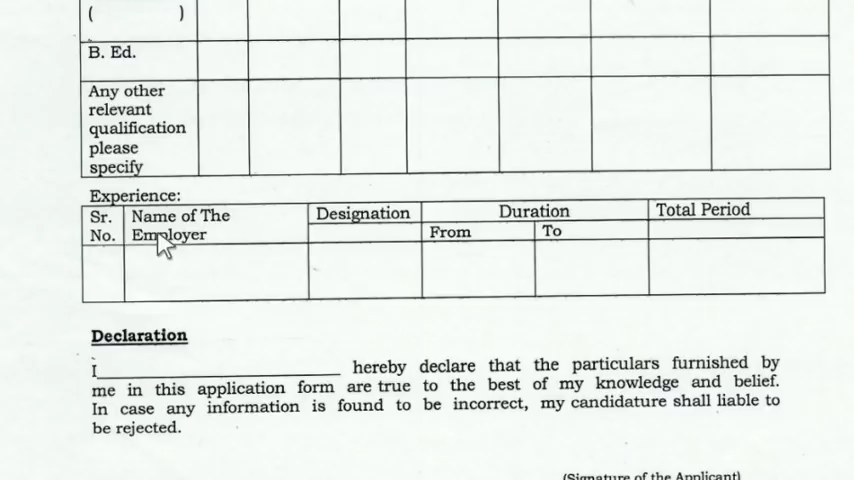 ( )
B. Ed.
Any other
relevant
qualification
please
specify
Experience:
Sr. No. Name of The Employer Designation Duration Total Period
From To
Declaration
I____________________ hereby declare that the particulars furnished by
me in this application form are true to the best of my knowledge and belief.
In case any information is found to be incorrect, my candidature shall liable to
be rejected.
(Signature of the Applicant)